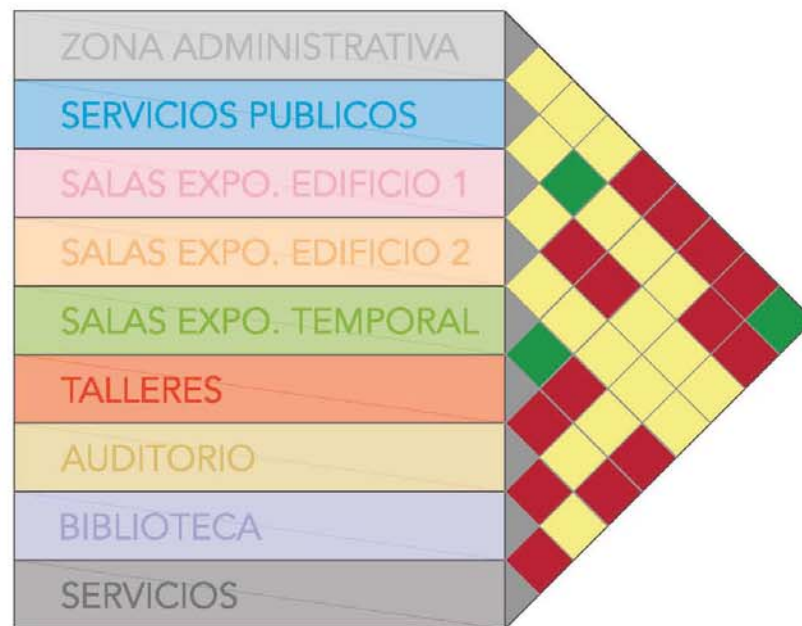 ZONA ADMINISTRATIVA
SERVICIOS PUBLICOS
SALAS EXPO. EDIFICIO 1
SALAS EXPO. EDIFICIO 2
SALAS EXPO. TEMPORAL
TALLERES
AUDITORIO
BIBLIOTECA
SERVICIOS